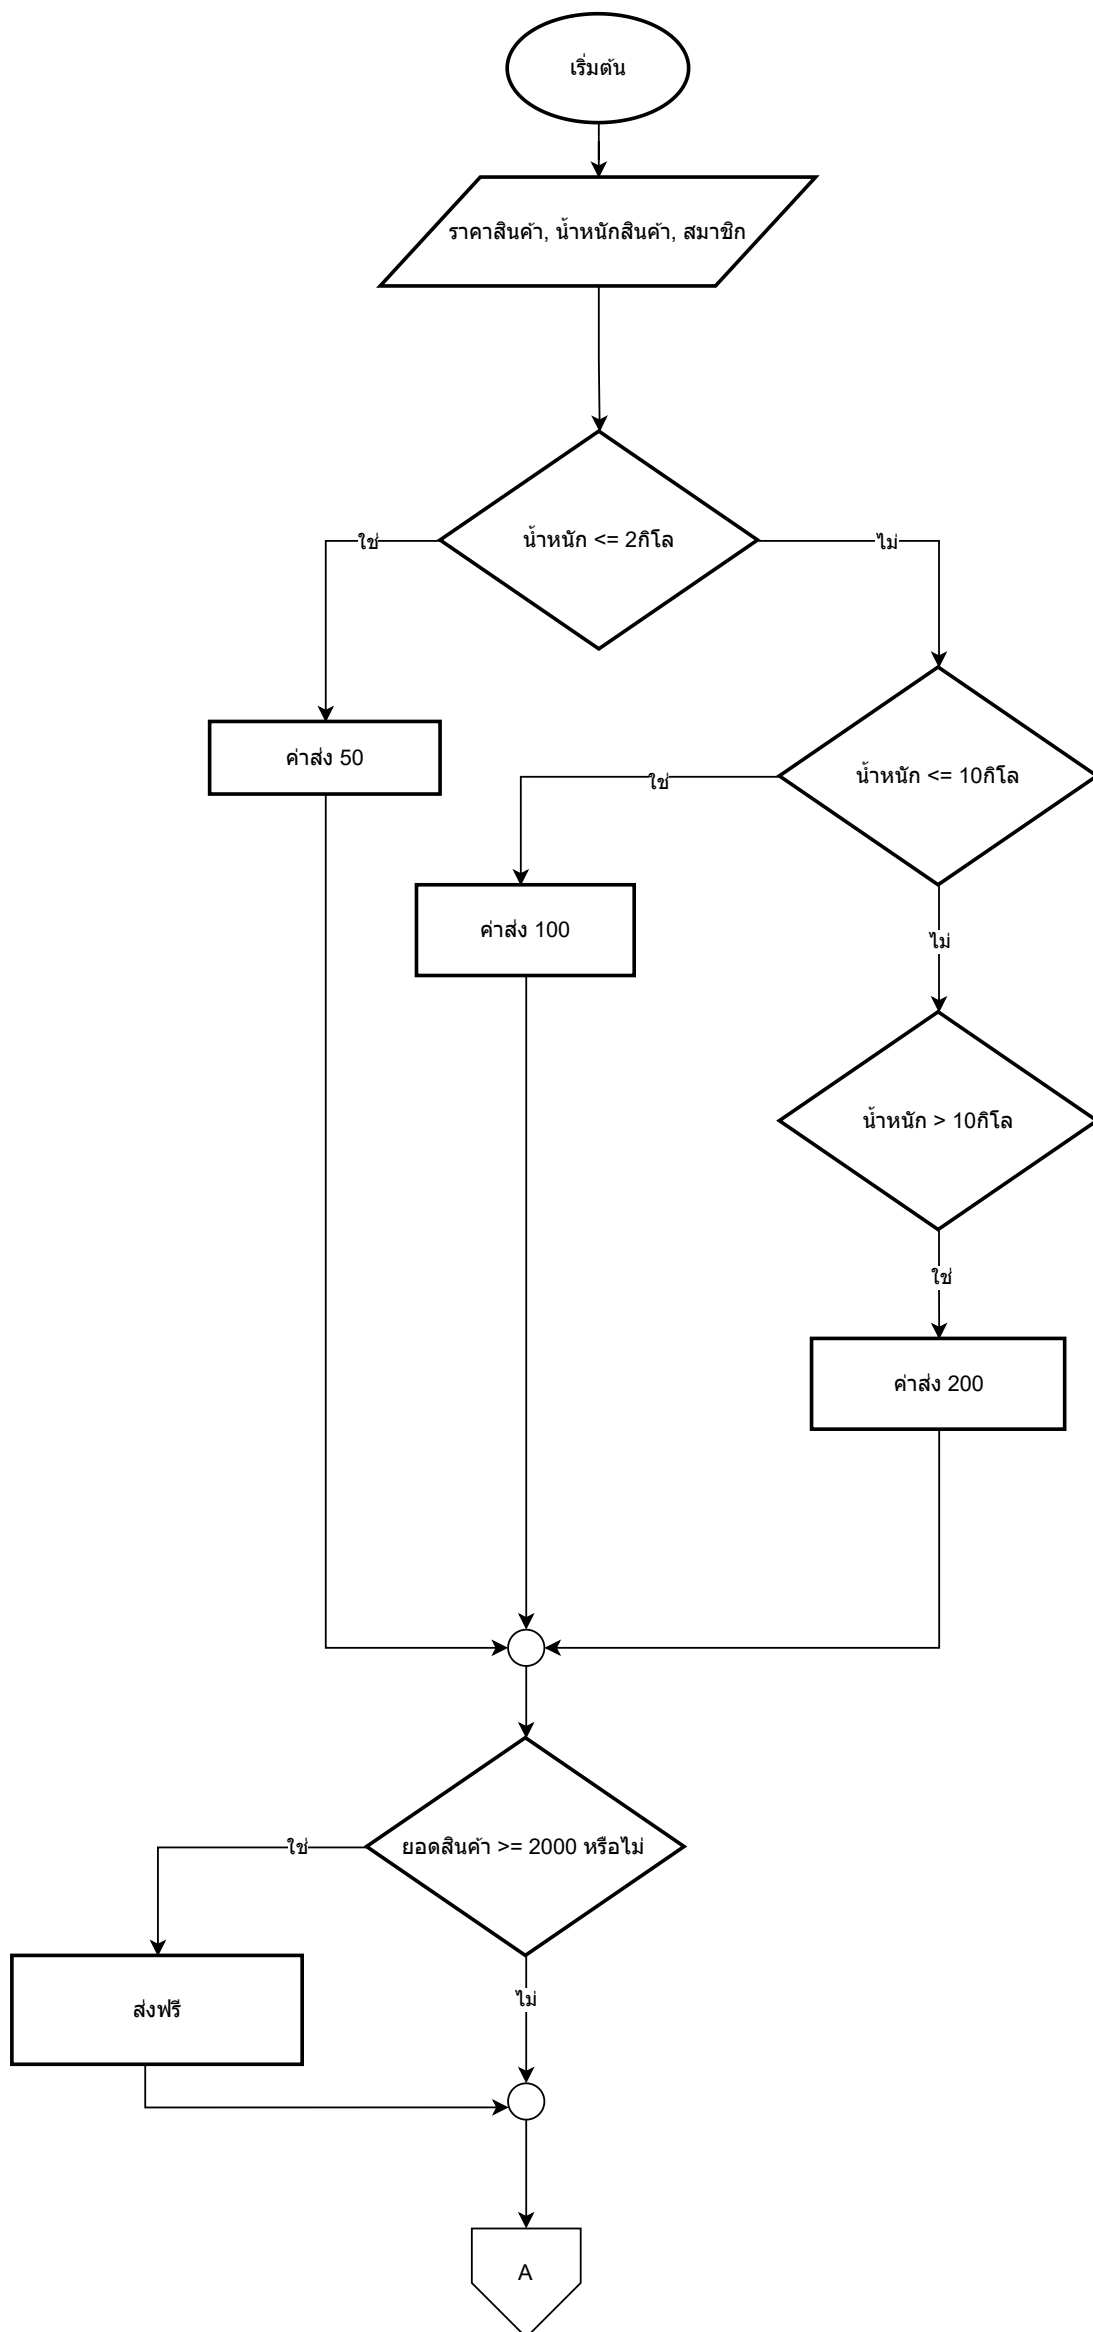 เริ่มต้น
ราคาสินค้า, น้ำหนักสินค้า, สมาชิก
น้ำหนัก <= 2กิโล
ใช่
ไม่
ค่าส่ง 50
น้ำหนัก <= 10กิโล
ใช่
ค่าส่ง 100
ไม่
น้ำหนัก > 10กิโล
ใช่
ค่าส่ง 200
ยอดสินค้า >= 2000 หรือไม่
ใช่
ส่งฟรี
ไม่
A